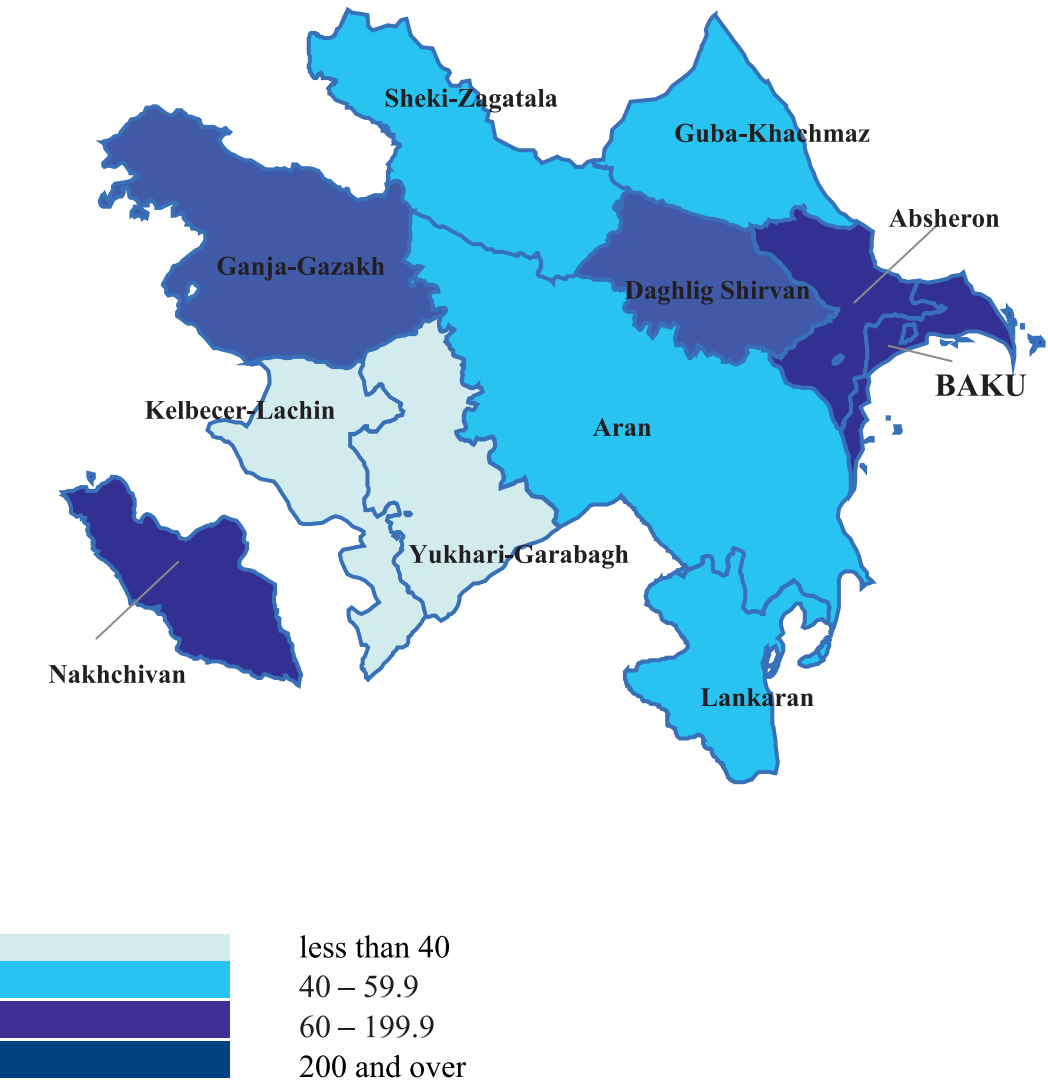 Sheki-Zagatala
Guba-Khachmaz
Absheron
Ganja-Gazakh
Daghlig Shirvan
BAKU
Kelbecer-Lachin
Aran
Yukhari-Garabagh
Nakhchivan
Lankaran
less than 40
40 – 59.9
60 – 199.9
200 and over